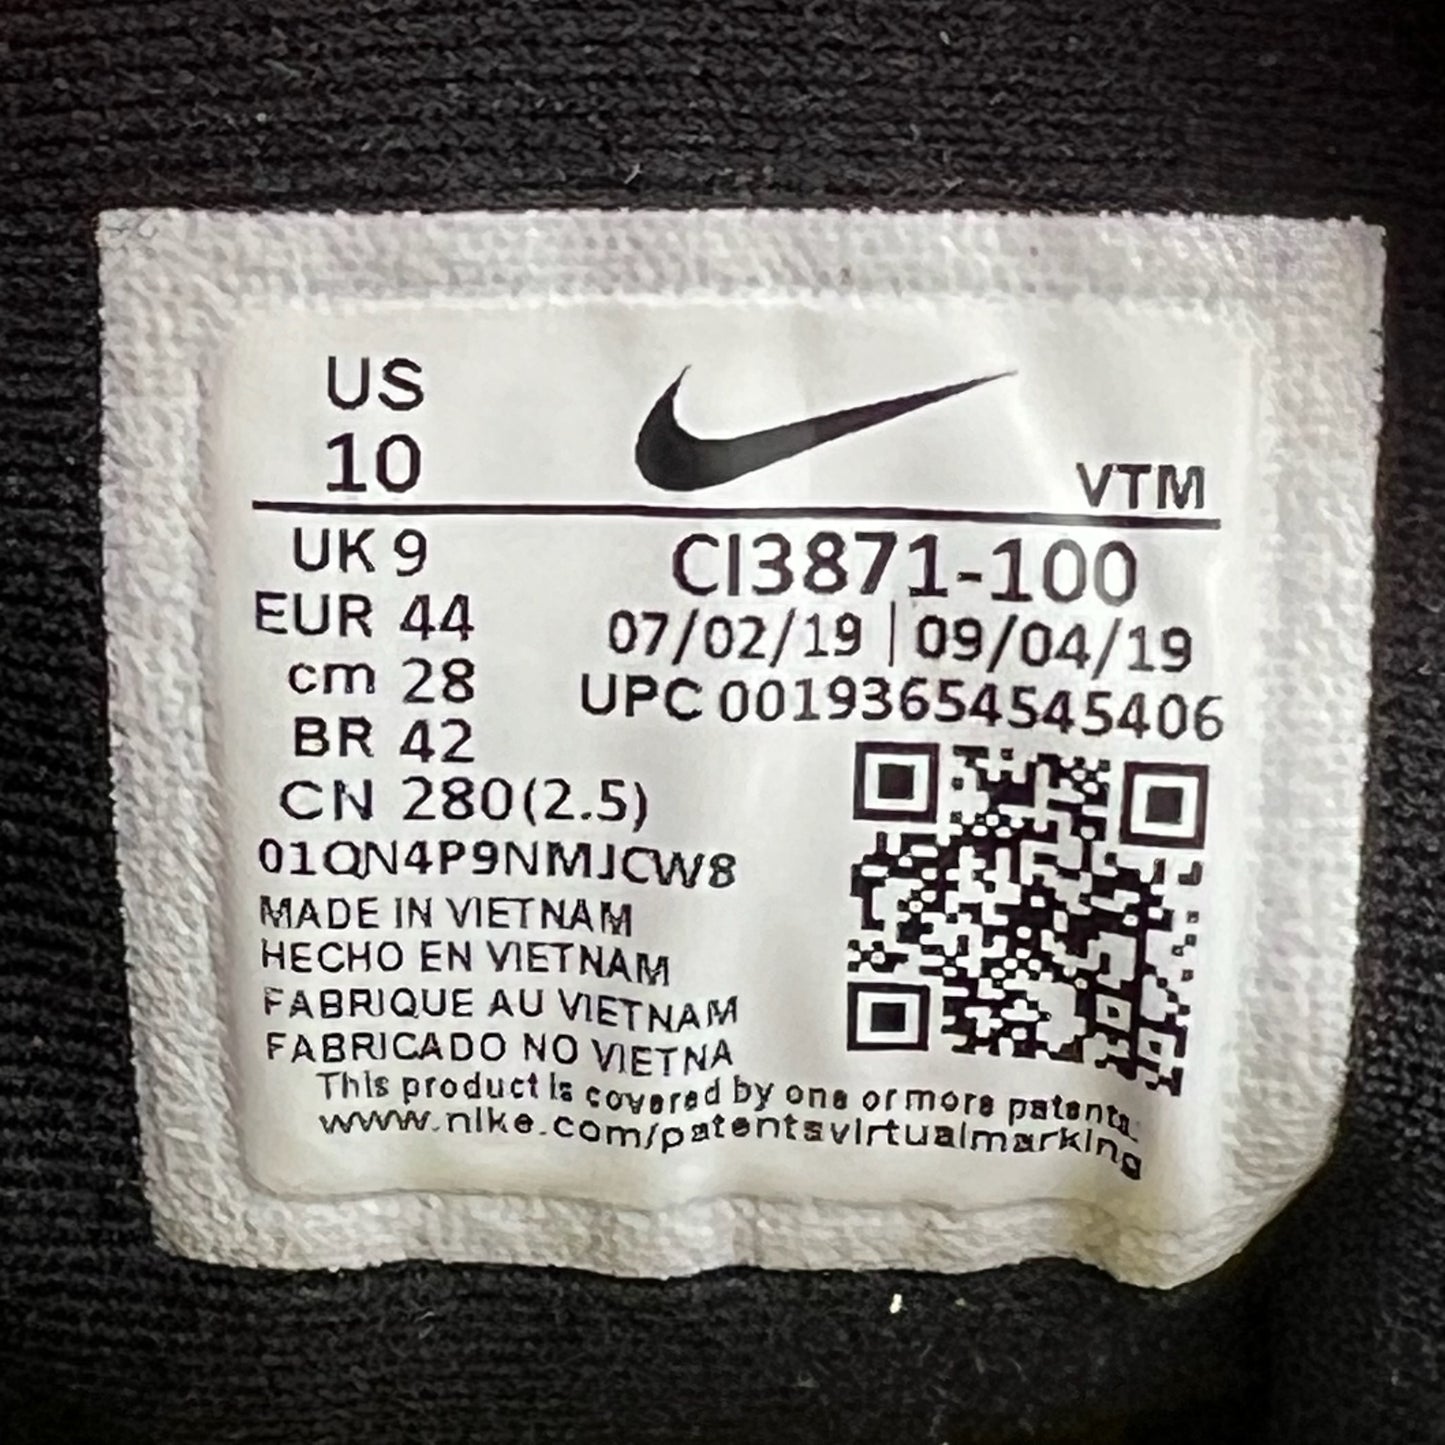 US
10
VTM
UK 9
EUR 44
cm 28
BR 42
CN 280(2.5)
CI3871-100
07/02/19 | 09/04/19
UPC 00193654545406
01QN4P9NMJCW8
MADE IN VIETNAM
HECHO EN VIETNAM
FABRIQUE AU VIETNAM
FABRICADO NO VIETNA
This product is covered by one or more patents.
www.nike.com/patentsvirtualmarking